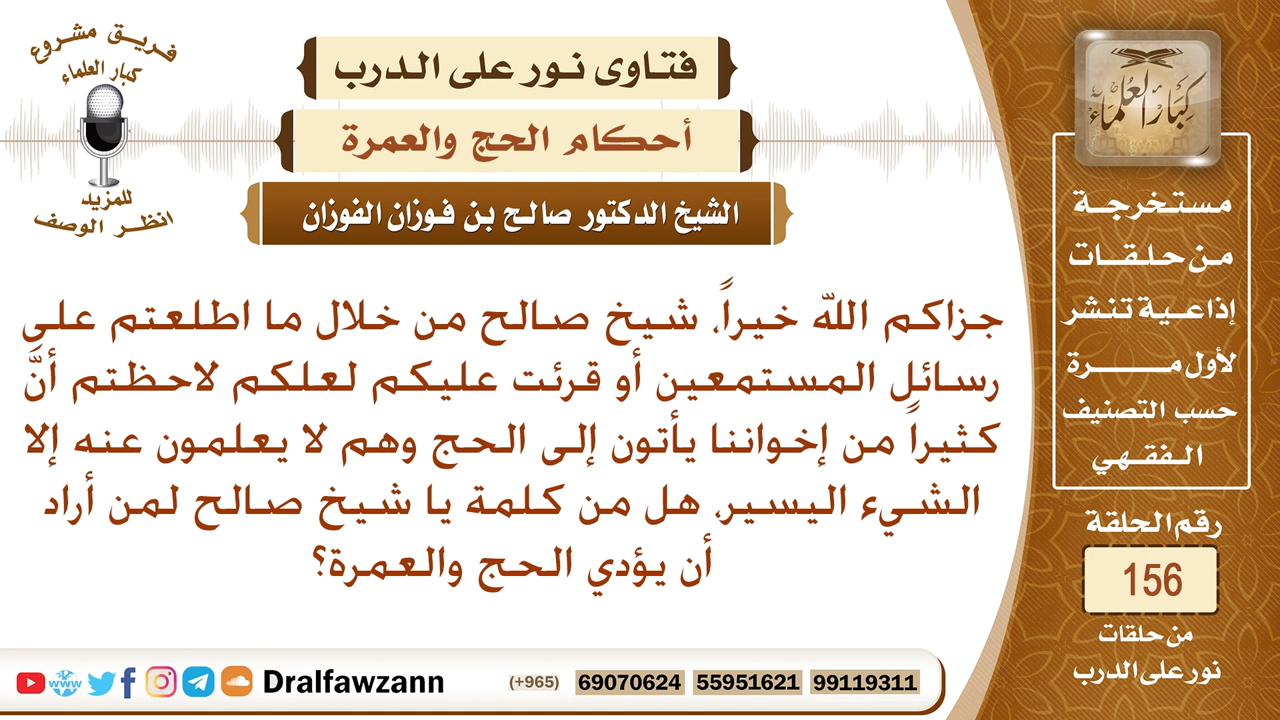 فريق مشروع
كبار العلماء
للمزيد
انظر الوصف
فتاوى نور على الدرب
أحكام الحج والعمرة
الشيخ الدكتور صالح بن فوزان الفوزان
جزاكم الله خيراً، شيخ صالح من خلال ما اطلعتم على
رسائل المستمعين أو قرئت عليكم لعلكم لاحظتم أنَّ
كثيراً من إخواننا يأتون إلى الحج وهم لا يعلمون عنه إلا
الشيء اليسير، هل من كلمة يا شيخ صالح لمن أراد
أن يؤدي الحج والعمرة؟
كبار العلماء
مستخرجة
من حلقات
إذاعية تنشر
لأول مرة
حسب التصنيف
الفقهي
رقم الحلقة
156
من حلقات
نور على الدرب
www Dralfawzann (+965) 69070624 55951621 99119311